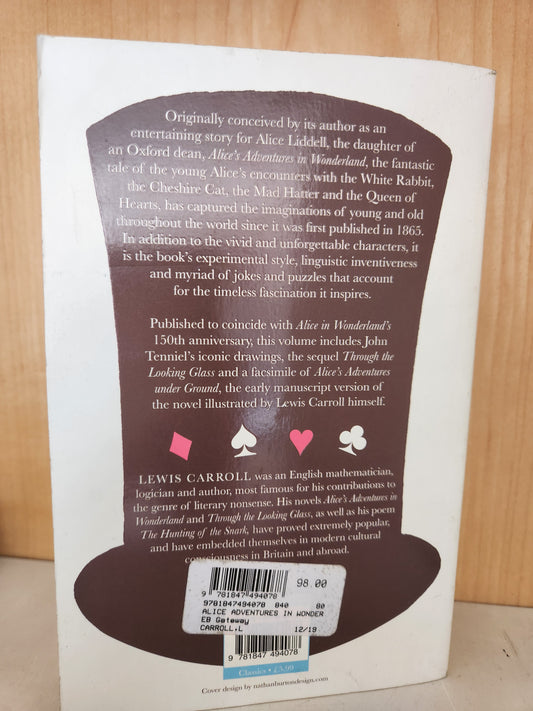 Originally conceived by its author as an
entertaining story for Alice Liddell, the daughter of
an Oxford dean, Alice's Adventures in Wonderland, the fantastic
tale of the young Alice's encounters with the White Rabbit,
the Cheshire Cat, the Mad Hatter and the Queen of
Hearts, has captured the imaginations of young and old
throughout the world since it was first published in 1865.
In addition to the vivid and unforgettable characters, it
is the book's experimental style, linguistic inventiveness
and myriad of jokes and puzzles that account
for the timeless fascination it inspires.
Published to coincide with Alice in Wonderland's
150th anniversary, this volume includes John
Tenniel's iconic drawings, the sequel Through the
Looking Glass and a facsimile of Alice's Adventures
under Ground, the early manuscript version of
the novel illustrated by Lewis Carroll himself.
LEWIS CARROLL was an English mathematician,
logician and author, most famous for his contributions to
the genre of literary nonsense. His novels Alice's Adventures in
Wonderland and Through the Looking Glass, as well as his poem
The Hunting of the Snark, have proved extremely popular,
and have embedded themselves in modern cultural
consciousness in Britain and abroad.
9 781847 494078
98.00
9781847494078 840 80
ALICE ADVENTURES IN WONDER
EB Gateway
CARROLL,L 12/19
9 781847 494078
Classics • £5.99
Cover design by nathanburtondesign.com